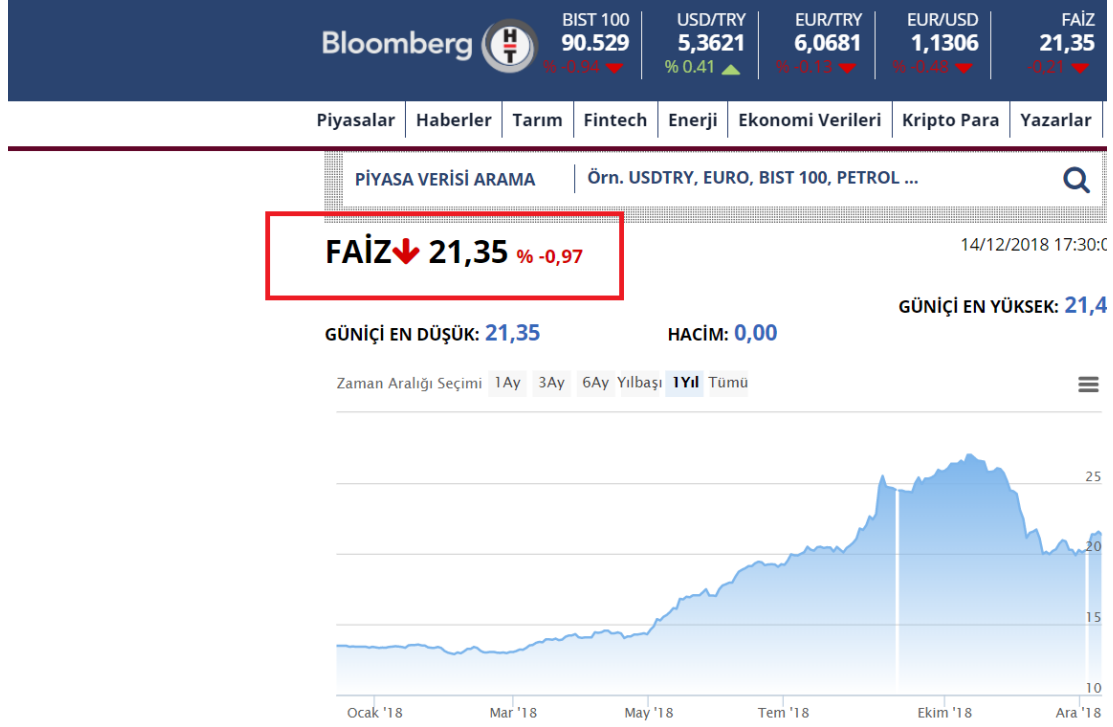 Bloomberg HT
BIST 100 USD/TRY EUR/TRY EUR/USD FAİZ
90.529 5,3621 6,0681 1,1306 21,35
% -0.94 % 0.41 % -0.13 % -0.48 -0.21
Piyasalar Haberler Tarım Fintech Enerji Ekonomi Verileri Kripto Para Yazarlar
PİYASA VERİSİ ARAMA Örn. USDTRY, EURO, BIST 100, PETROL ...
FAİZ 21,35 % -0,97
14/12/2018 17:30:0
GÜNİÇİ EN YÜKSEK: 21,4
GÜNİÇİ EN DÜŞÜK: 21,35 HACİM: 0,00
Zaman Aralığı Seçimi 1Ay 3Ay 6Ay Yılbaşı 1Yıl Tümü
25
20
15
10
Ocak '18 Mar '18 May '18 Tem '18 Ekim '18 Ara '18